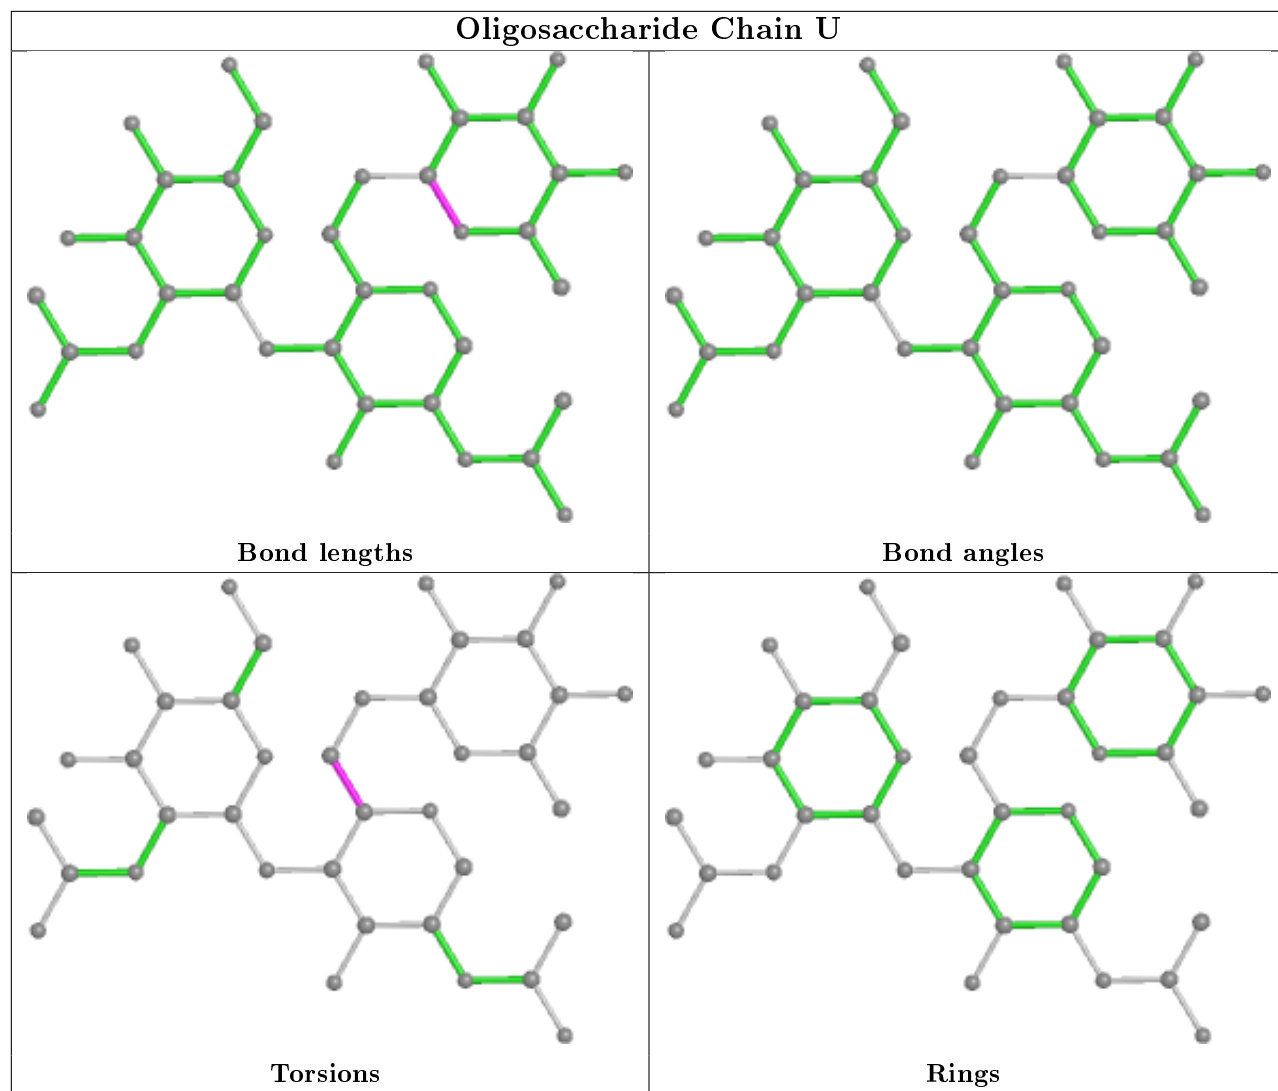 Oligosaccharide Chain U
Bond lengths
Bond angles
Torsions
Rings